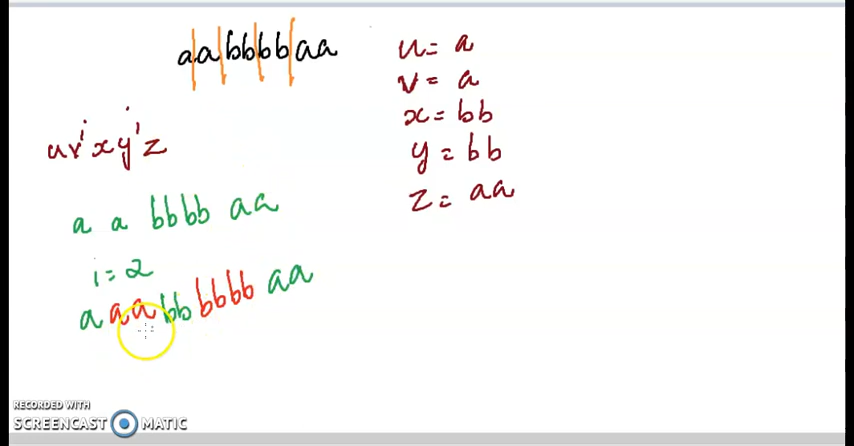 aabbbbaa
u = a
v = a
x = bb
y = bb
z = aa
uvⁱxyⁱz
a a bbbb aa
i = 2
a aa bb bbbb aa
RECORDED WITH
SCREENCAST MATIC